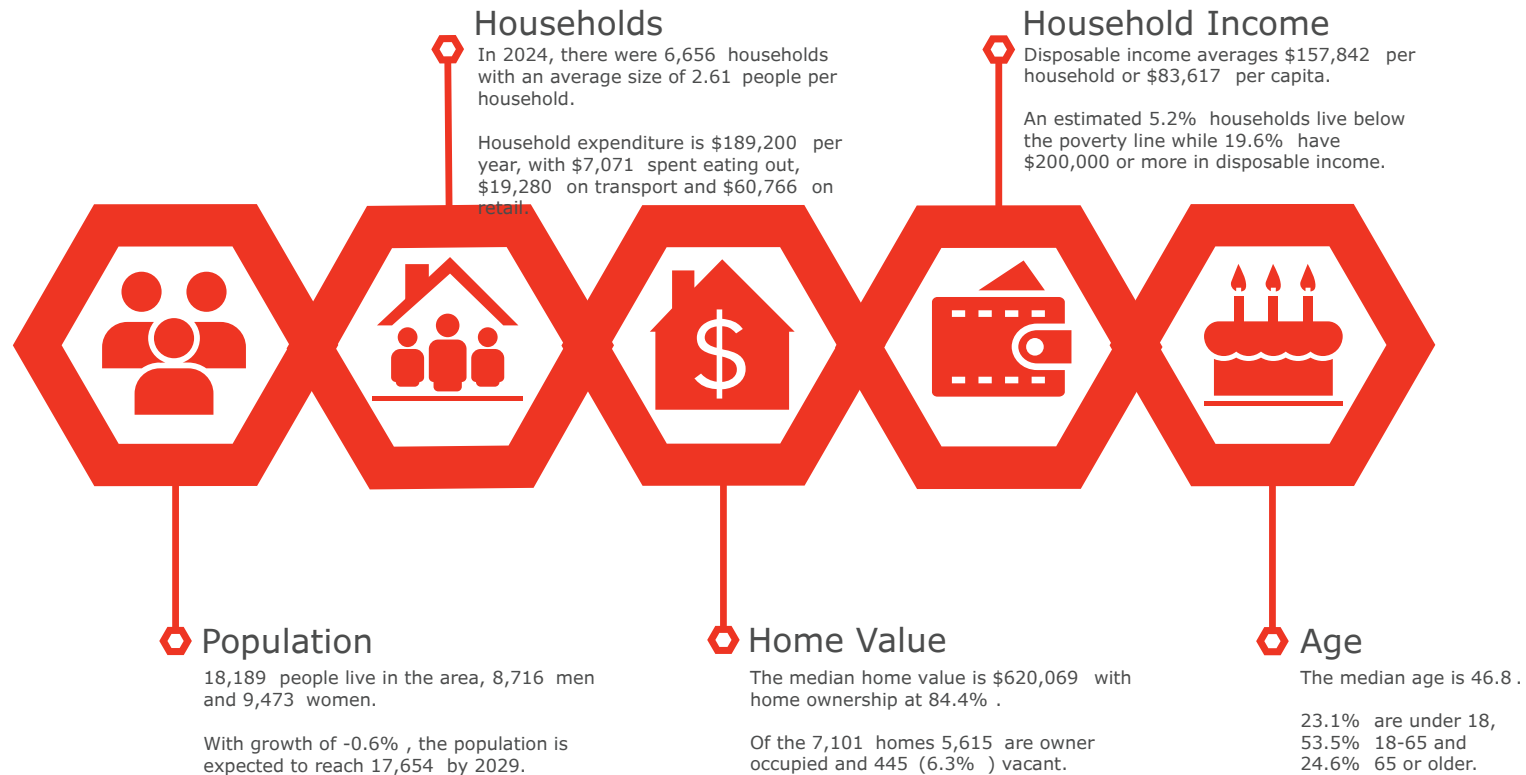 Households
In 2024, there were 6,656 households
with an average size of 2.61 people per
household.
Household expenditure is $189,200 per
year, with $7,071 spent eating out,
$19,280 on transport and $60,766 on
retail.
Household Income
Disposable income averages $157,842 per
household or $83,617 per capita.
An estimated 5.2% households live below
the poverty line while 19.6% have
$200,000 or more in disposable income.
$
Population
18,189 people live in the area, 8,716 men
and 9,473 women.
With growth of -0.6% , the population is
expected to reach 17,654 by 2029.
Home Value
The median home value is $620,069 with
home ownership at 84.4% .
Of the 7,101 homes 5,615 are owner
occupied and 445 (6.3% ) vacant.
Age
The median age is 46.8 .
23.1% are under 18,
53.5% 18-65 and
24.6% 65 or older.